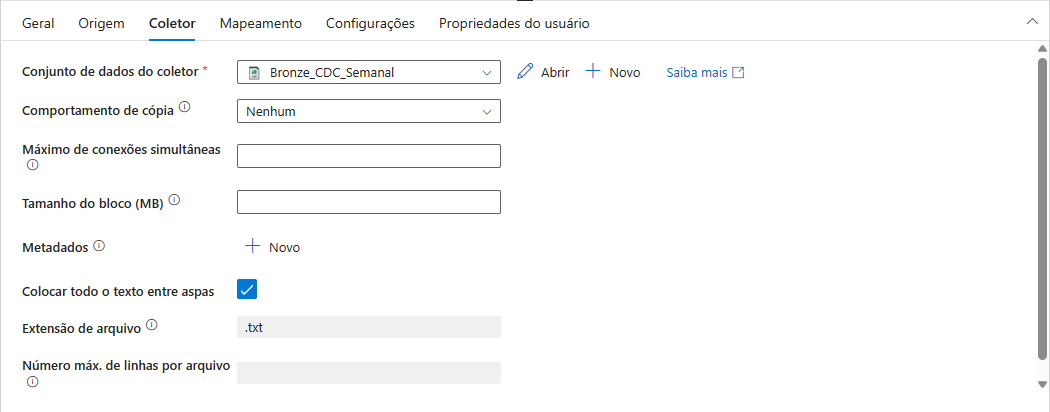 Geral Origem Coletor Mapeamento Configurações Propriedades do usuário
Conjunto de dados do coletor * Bronze_CDC_Semanal Abrir Novo Saiba mais
Comportamento de cópia Nenhum
Máximo de conexões simultâneas
Tamanho do bloco (MB)
Metadados Novo
Colocar todo o texto entre aspas
Extensão de arquivo .txt
Número máx. de linhas por arquivo